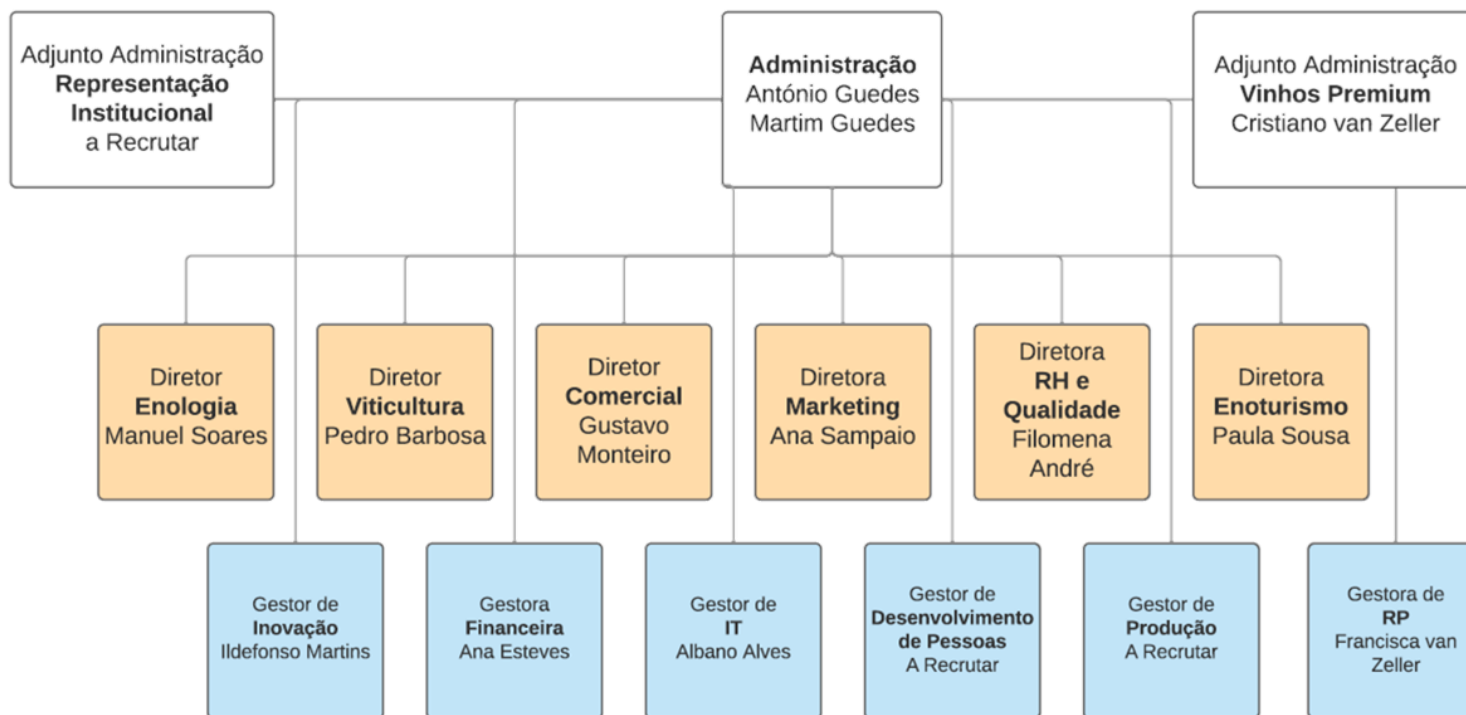 Adjunto Administração
Representação
Institucional
a Recrutar
Administração
António Guedes
Martim Guedes
Adjunto Administração
Vinhos Premium
Cristiano van Zeller
Diretor
Enologia
Manuel Soares
Diretor
Viticultura
Pedro Barbosa
Diretor
Comercial
Gustavo
Monteiro
Diretora
Marketing
Ana Sampaio
Diretora
RH e
Qualidade
Filomena
André
Diretora
Enoturismo
Paula Sousa
Gestor de
Inovação
Ildefonso Martins
Gestora
Financeira
Ana Esteves
Gestor de
IT
Albano Alves
Gestor de
Desenvolvimento
de Pessoas
A Recrutar
Gestor de
Produção
A Recrutar
Gestora de
RP
Francisca van
Zeller